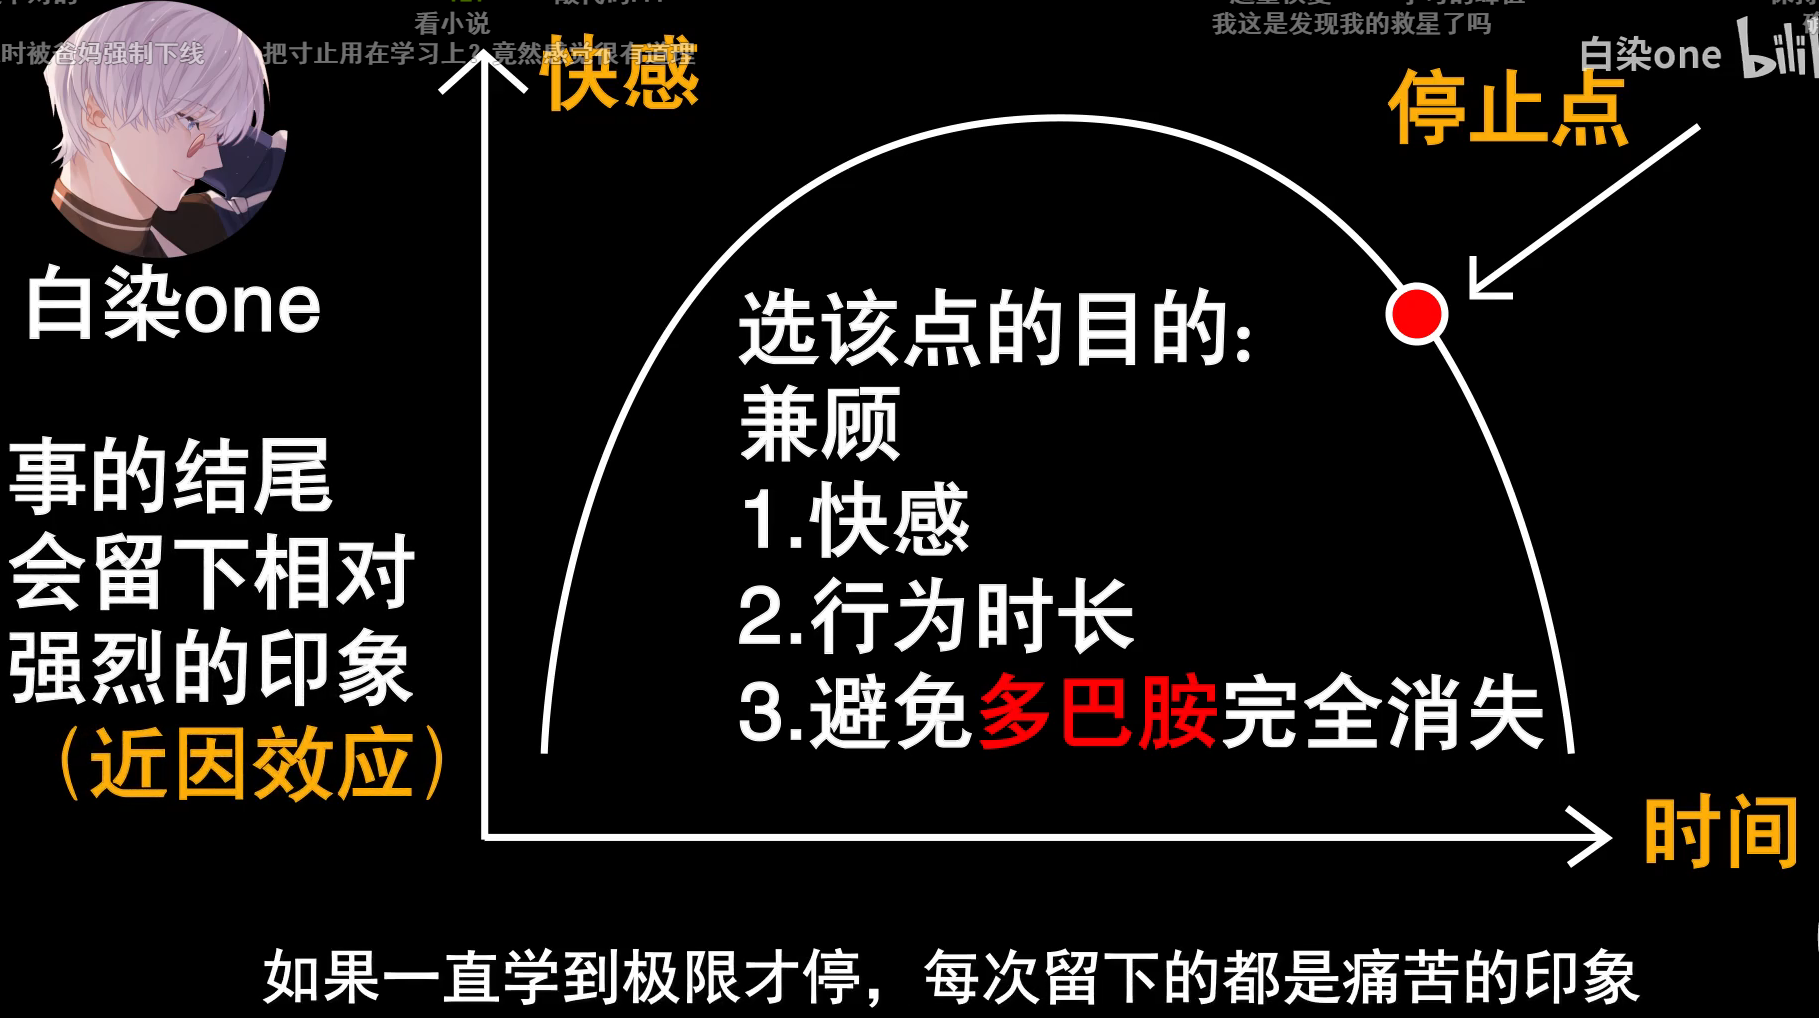 看小说
我这是发现我的救星了吗
时被爸妈强制下线
把寸止用在学习上？竟然感觉很有道理
白染one
bili
快感
停止点
白染one
选该点的目的：
兼顾
1.快感
2.行为时长
3.避免多巴胺完全消失
事的结尾
会留下相对
强烈的印象
（近因效应）
时间
如果一直学到极限才停，每次留下的都是痛苦的印象